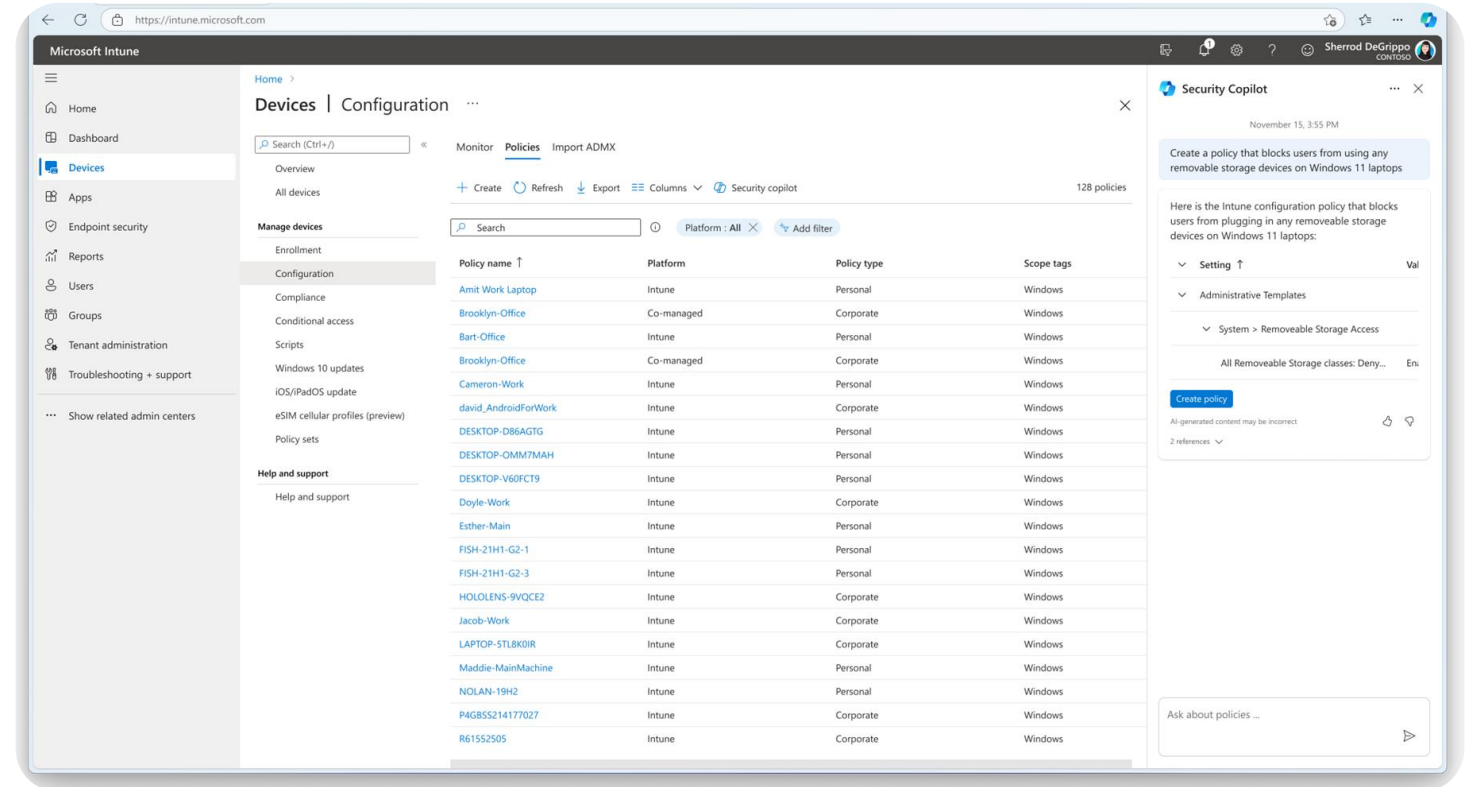 https://intune.microsoft.com
Microsoft Intune
1
Sherrod DeGrippo
CONTOSO
Home
Dashboard
Devices
Apps
Endpoint security
Reports
Users
Groups
Tenant administration
Troubleshooting + support
Show related admin centers
Home >
Devices | Configuration ...
Search (Ctrl+/)
Overview
All devices
Manage devices
Enrollment
Configuration
Compliance
Conditional access
Scripts
Windows 10 updates
iOS/iPadOS update
eSIM cellular profiles (preview)
Policy sets
Help and support
Help and support
Monitor Policies Import ADMX
Create Refresh Export Columns Security copilot 128 policies
Search Platform : All Add filter
Policy name ↑ Platform Policy type Scope tags
Amit Work Laptop Intune Personal Windows
Brooklyn-Office Co-managed Corporate Windows
Bart-Office Intune Personal Windows
Brooklyn-Office Co-managed Corporate Windows
Cameron-Work Intune Personal Windows
david_AndroidForWork Intune Corporate Windows
DESKTOP-D86AGTG Intune Personal Windows
DESKTOP-OMM7MAH Intune Personal Windows
DESKTOP-V60FCT9 Intune Personal Windows
Doyle-Work Intune Corporate Windows
Esther-Main Intune Personal Windows
FISH-21H1-G2-1 Intune Personal Windows
FISH-21H1-G2-3 Intune Personal Windows
HOLOLENS-9VQCE2 Intune Corporate Windows
Jacob-Work Intune Corporate Windows
LAPTOP-5TL8K0IR Intune Corporate Windows
Maddie-MainMachine Intune Personal Windows
NOLAN-19H2 Intune Personal Windows
P4GBSS214177027 Intune Corporate Windows
R61552505 Intune Corporate Windows
Security Copilot
November 15, 3:55 PM
Create a policy that blocks users from using any
removable storage devices on Windows 11 laptops
Here is the Intune configuration policy that blocks
users from plugging in any removeable storage
devices on Windows 11 laptops:
Setting ↑ Val
Administrative Templates
System > Removeable Storage Access
All Removeable Storage classes: Deny... Ena
Create policy
AI-generated content may be incorrect
2 references
Ask about policies ...